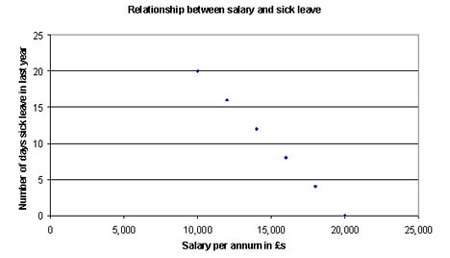 Relationship between salary and sick leave
Number of days sick leave in last year
25
20
15
10
5
0
0 5,000 10,000 15,000 20,000 25,000
Salary per annum in £s